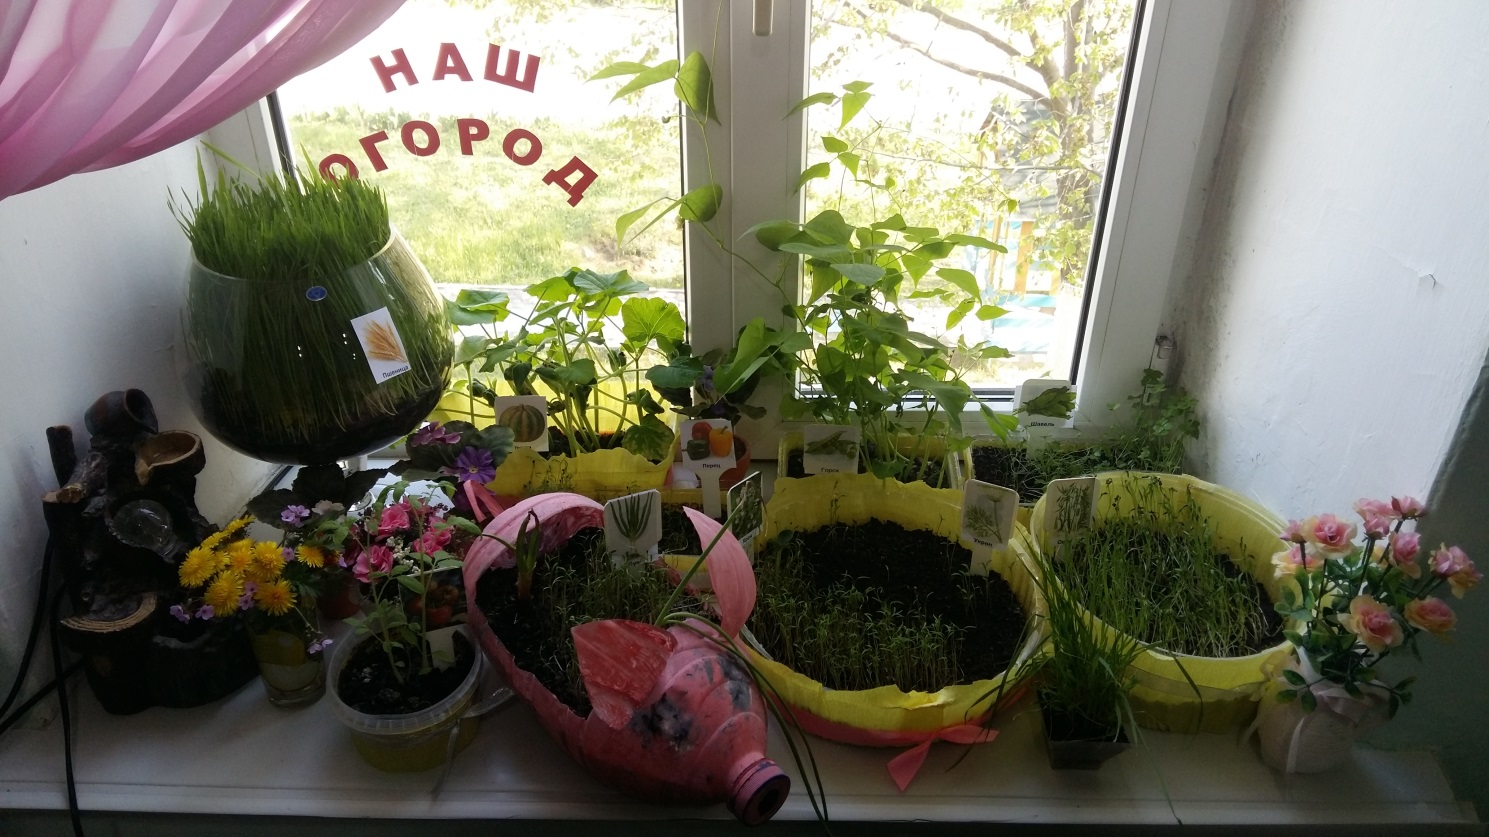 НАШ
ОГОРОД
Пшеница
Перец
Горох
Щавель
Укроп